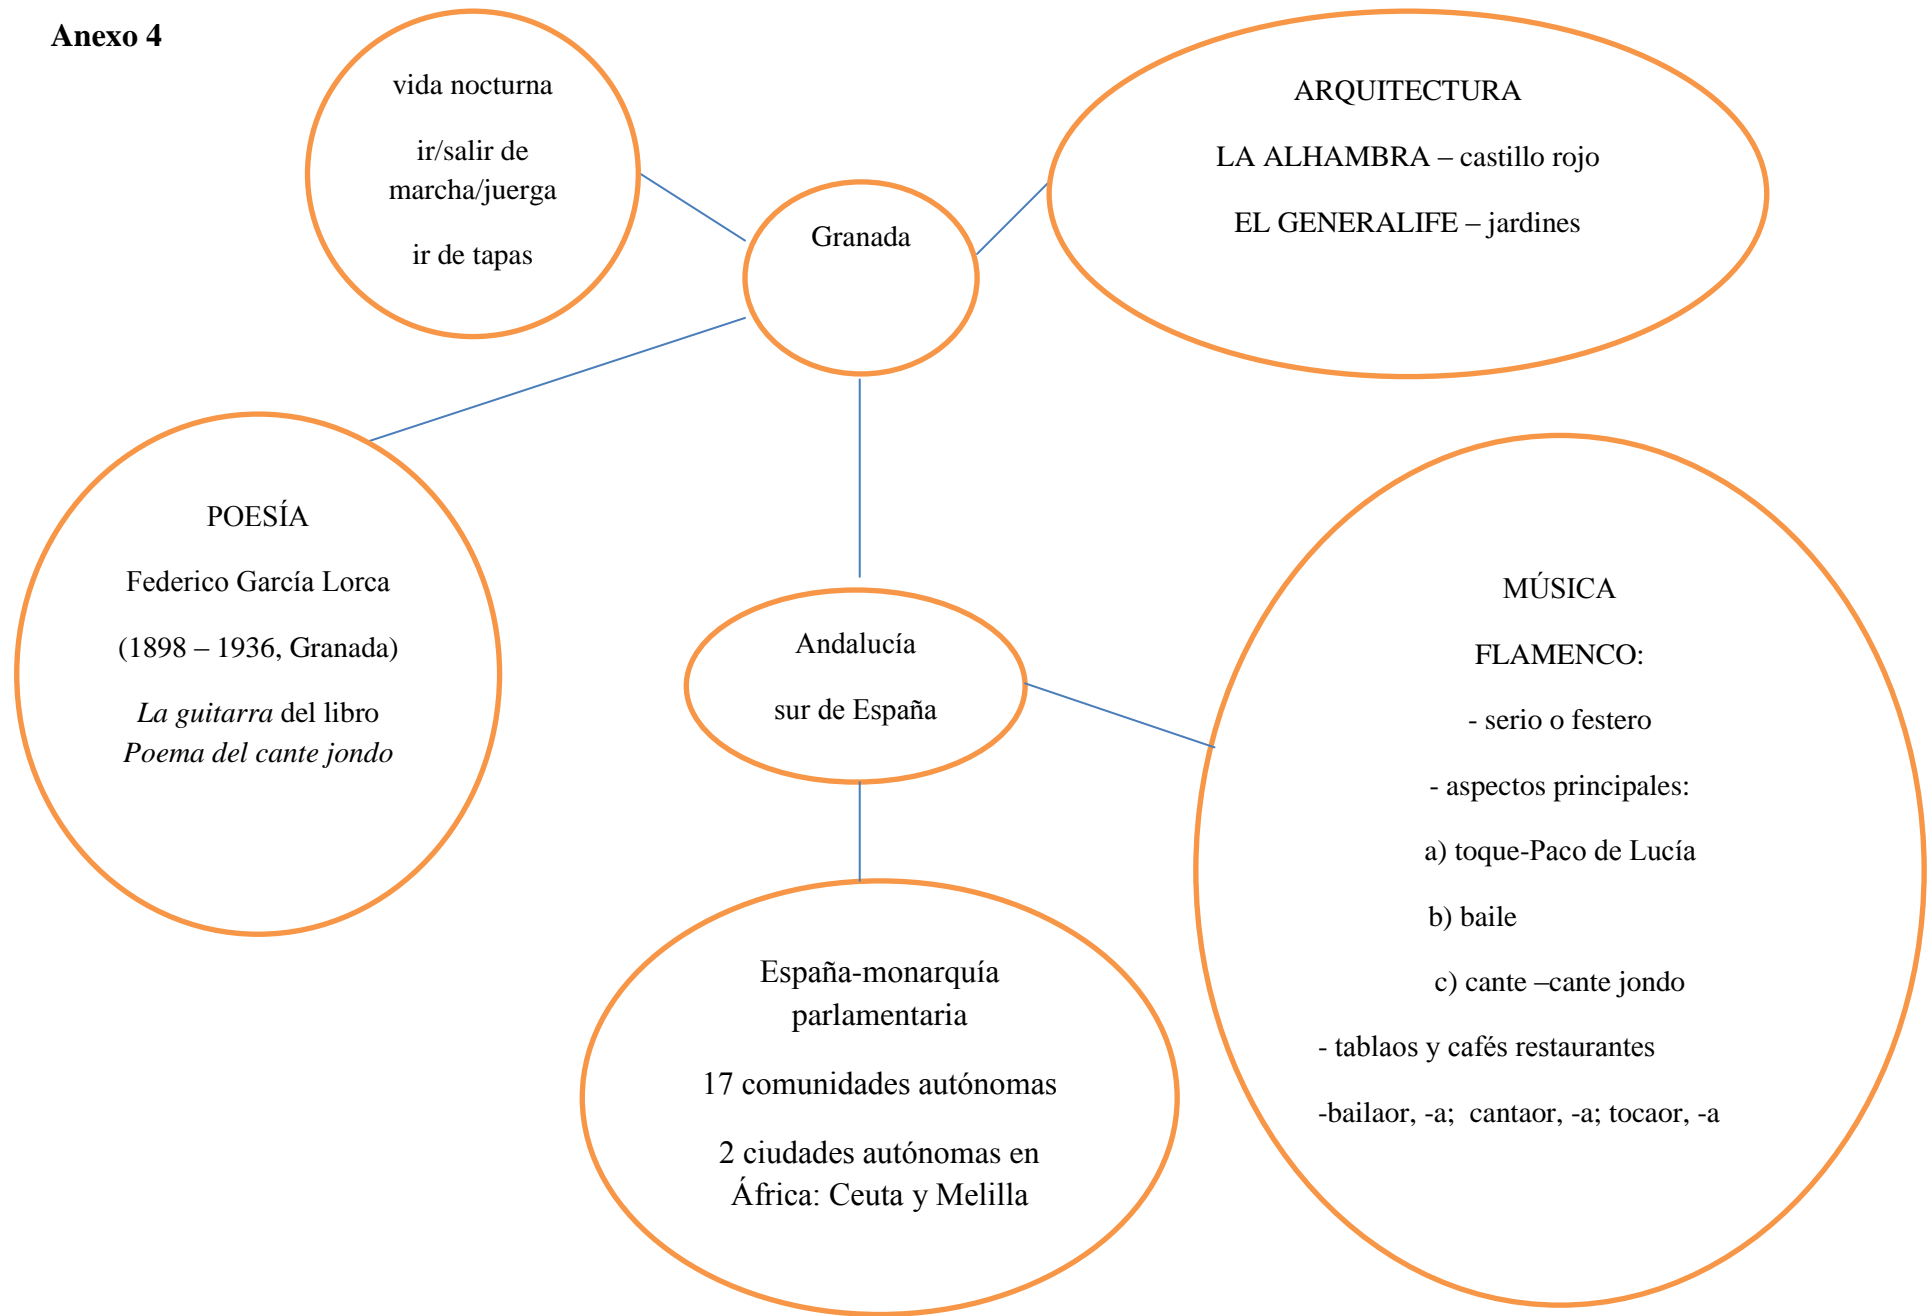 Anexo 4
vida nocturna
ir/salir de
marcha/juerga
ir de tapas
ARQUITECTURA
LA ALHAMBRA – castillo rojo
EL GENERALIFE – jardines
Granada
POESÍA
Federico García Lorca
(1898 – 1936, Granada)
La guitarra del libro
Poema del cante jondo
Andalucía
sur de España
MÚSICA
FLAMENCO:
- serio o festero
- aspectos principales:
a) toque-Paco de Lucía
b) baile
c) cante –cante jondo
- tablaos y cafés restaurantes
-bailaor, -a;  cantaor, -a; tocaor, -a
España-monarquía
parlamentaria
17 comunidades autónomas
2 ciudades autónomas en
África: Ceuta y Melilla